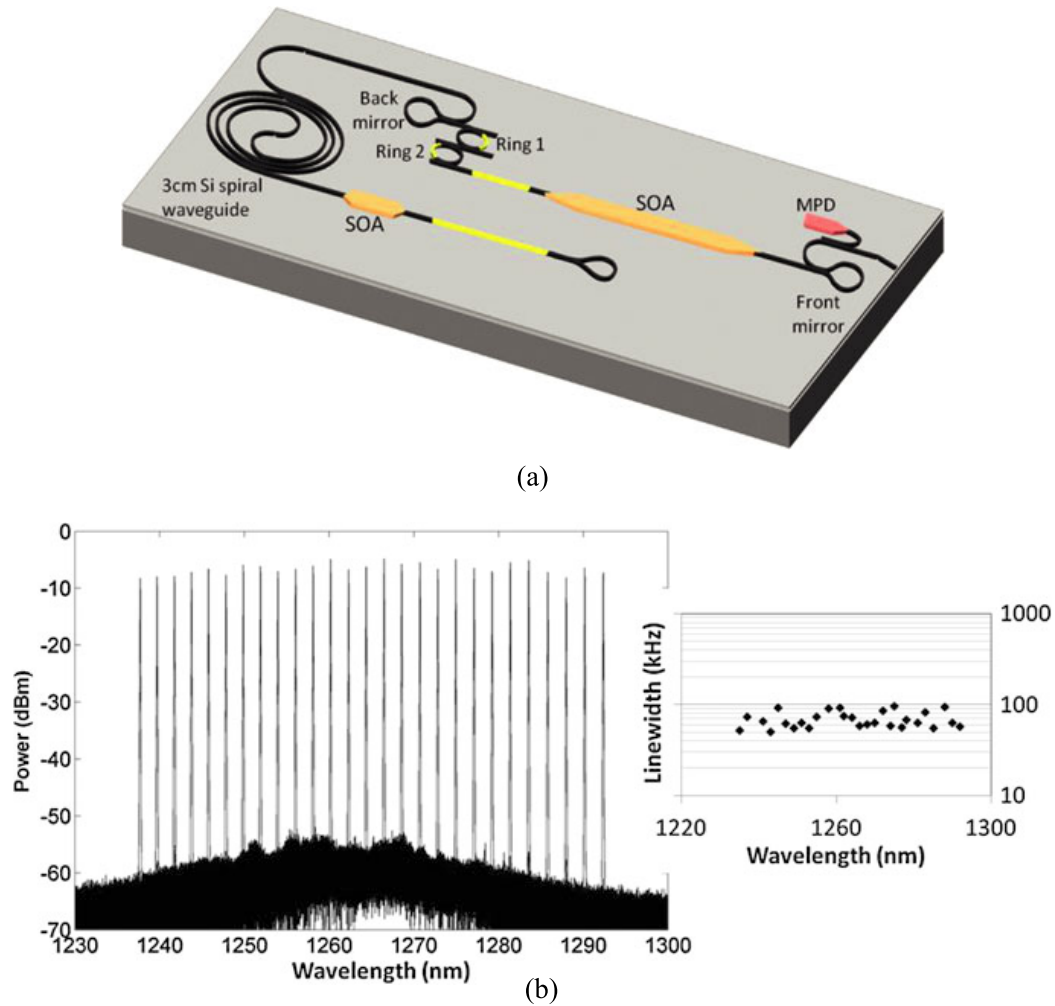 Back
mirror
Ring 1
Ring 2
3cm Si spiral
waveguide
SOA
SOA
MPD
Front
mirror
(a)
0
-10
-20
-30
-40
-50
-60
-70
Power (dBm)
1230 1240 1250 1260 1270 1280 1290 1300
Wavelength (nm)
1000
100
10
Linewidth (kHz)
1220 1260 1300
Wavelength (nm)
(b)